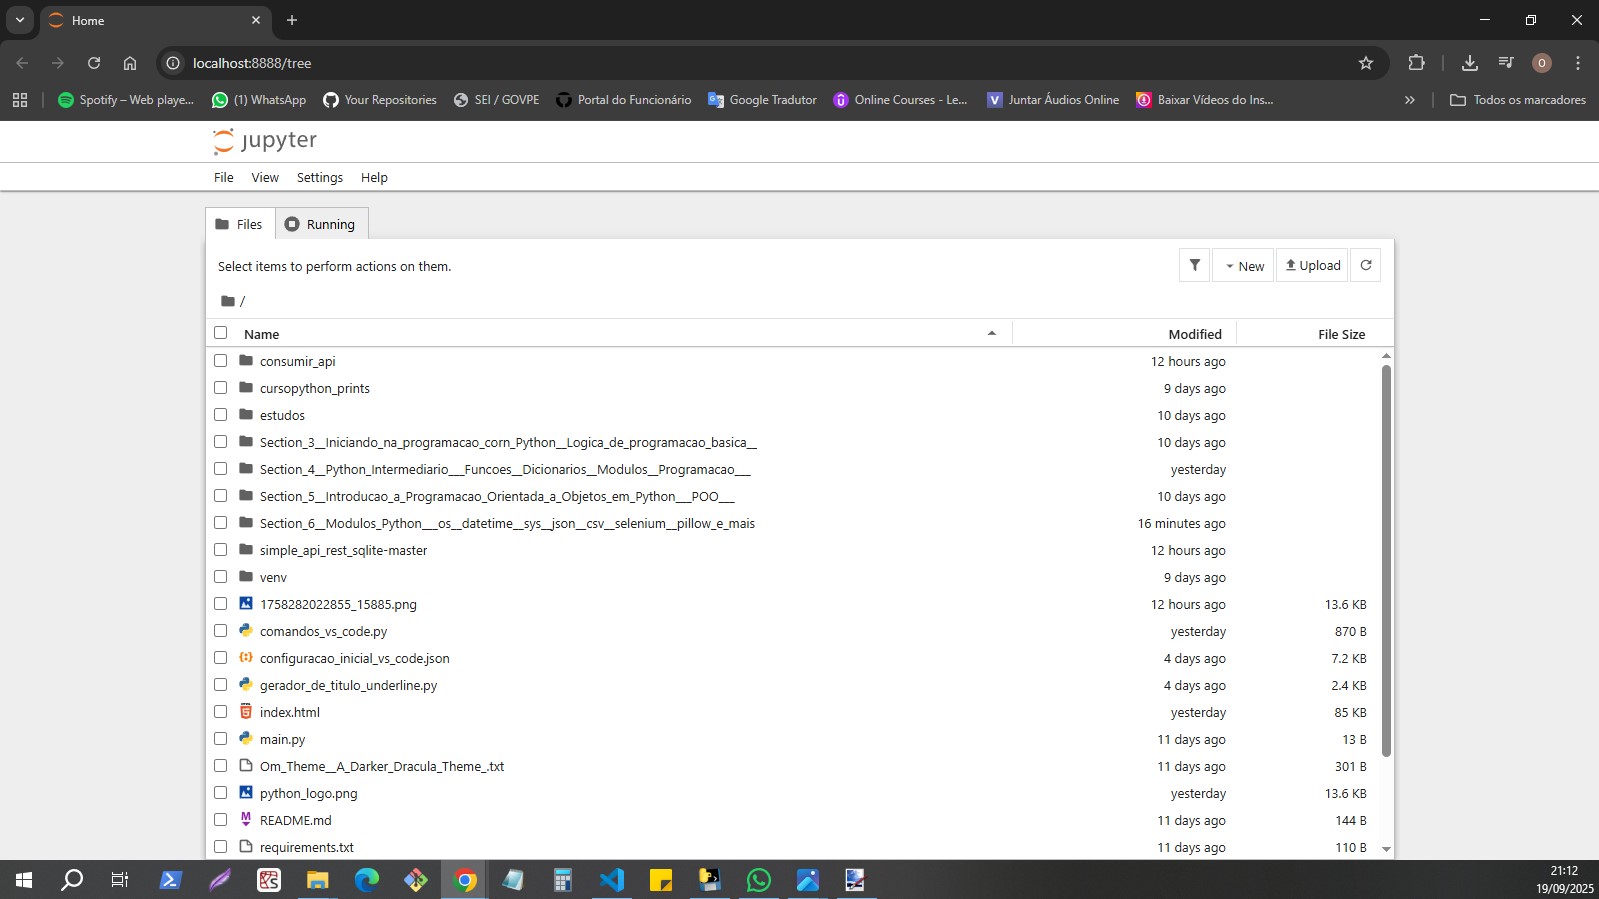 Home
localhost:8888/tree
Spotify – Web playe... (1) WhatsApp Your Repositories SEI / GOVPE Portal do Funcionário Google Tradutor Online Courses - Le... Juntar Áudios Online Baixar Vídeos do Ins... » Todos os marcadores
jupyter
File View Settings Help
Files Running
Select items to perform actions on them. New Upload
/
Name Modified File Size
consumir_api 12 hours ago
cursopython_prints 9 days ago
estudos 10 days ago
Section_3__Iniciando_na_programacao_com_Python__Logica_de_programacao_basica__ 10 days ago
Section_4__Python_Intermediario___Funcoes__Dicionarios__Modulos__Programacao___ yesterday
Section_5__Introducao_a_Programacao_Orientada_a_Objetos_em_Python___POO___ 10 days ago
Section_6__Modulos_Python___os__datetime__sys__json__csv__selenium__pillow_e_mais 16 minutes ago
simple_api_rest_sqlite-master 12 hours ago
venv 9 days ago
1758282022855_15885.png 12 hours ago 13.6 KB
comandos_vs_code.py yesterday 870 B
configuracao_inicial_vs_code.json 4 days ago 7.2 KB
gerador_de_titulo_underline.py 4 days ago 2.4 KB
index.html yesterday 85 KB
main.py 11 days ago 13 B
Om_Theme__A_Darker_Dracula_Theme_.txt 11 days ago 301 B
python_logo.png yesterday 13.6 KB
README.md 11 days ago 144 B
requirements.txt 11 days ago 110 B
21:12
19/09/2025